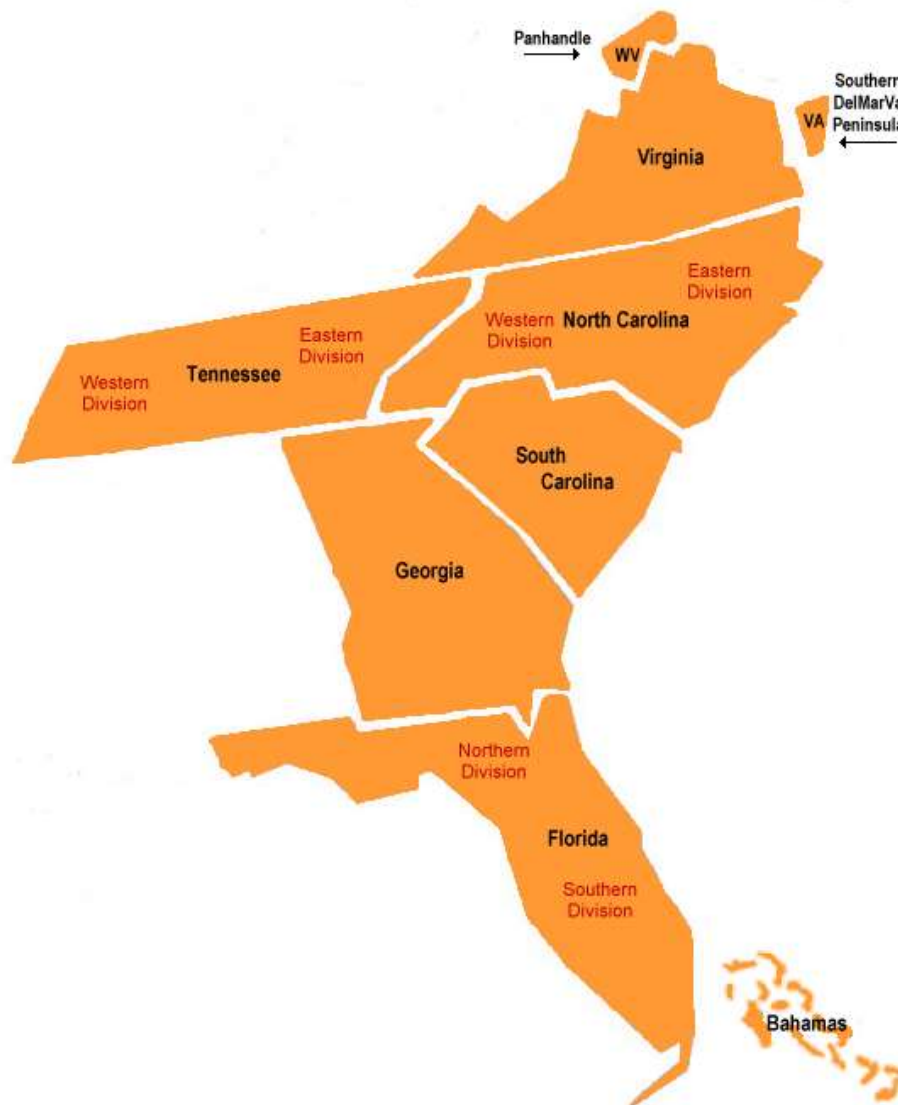 Panhandle
WV
Southern
DelMarVa
Peninsula
VA
Virginia
Eastern
Division
Western
Division
North Carolina
Eastern
Division
Western
Division
Tennessee
South
Carolina
Georgia
Northern
Division
Florida
Southern
Division
Bahamas